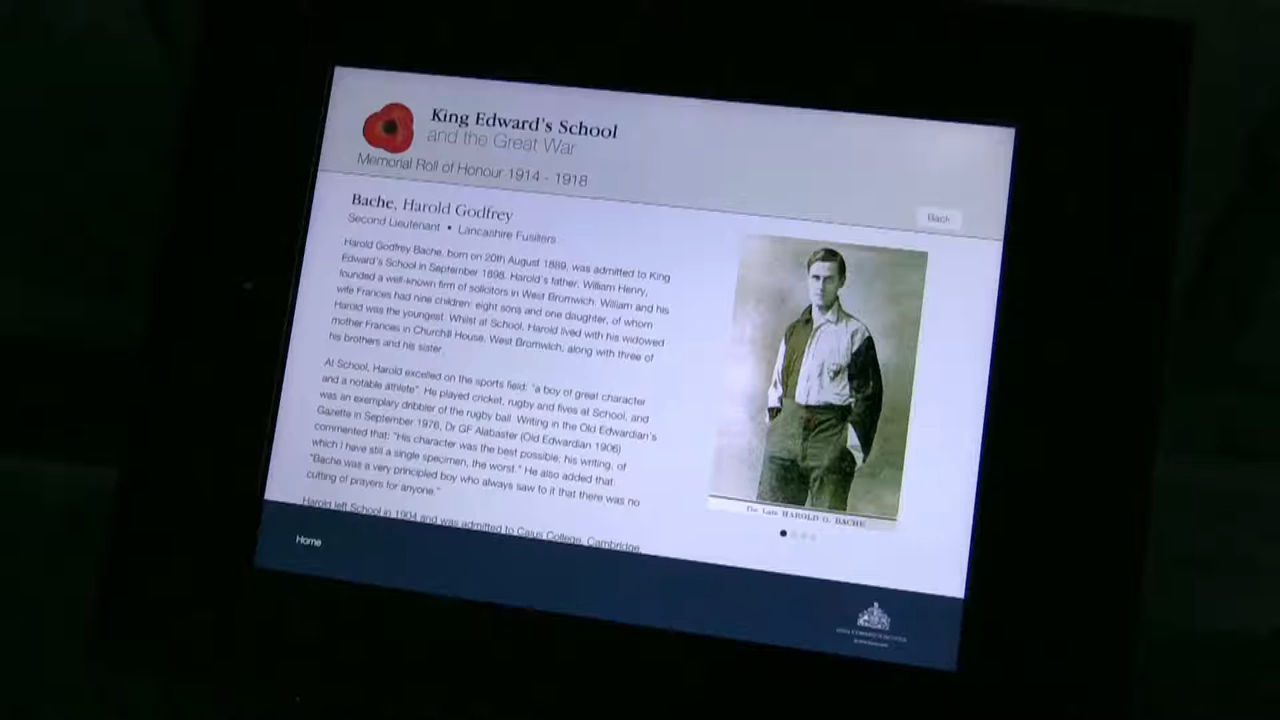 King Edward's School
and the Great War
Memorial Roll of Honour 1914 - 1918
Back
Bache, Harold Godfrey
Second Lieutenant • Lancashire Fusiliers
Harold Godfrey Bache, born on 20th August 1889, was admitted to King
Edward's School in September 1898. Harold's father, William Henry,
founded a well-known firm of solicitors in West Bromwich. William and his
wife Frances had nine children: eight sons and one daughter, of whom
Harold was the youngest. Whilst at School, Harold lived with his widowed
mother Frances in Churchill House, West Bromwich, along with three of
his brothers and his sister.
At School, Harold excelled on the sports field; "a boy of great character
and a notable athlete". He played cricket, rugby and fives at School, and
was an exemplary dribbler of the rugby ball. Writing in the Old Edwardian's
Gazette in September 1976, Dr GF Alabaster (Old Edwardian 1906)
commented that: "His character was the best possible; his writing, of
which I have still a single specimen, the worst." He also added that
"Bache was a very principled boy who always saw to it that there was no
cutting of prayers for anyone."
Harold left School in 1904 and was admitted to Caius College, Cambridge,
The Late HAROLD G. BACHE
Home
KING EDWARD'S SCHOOL